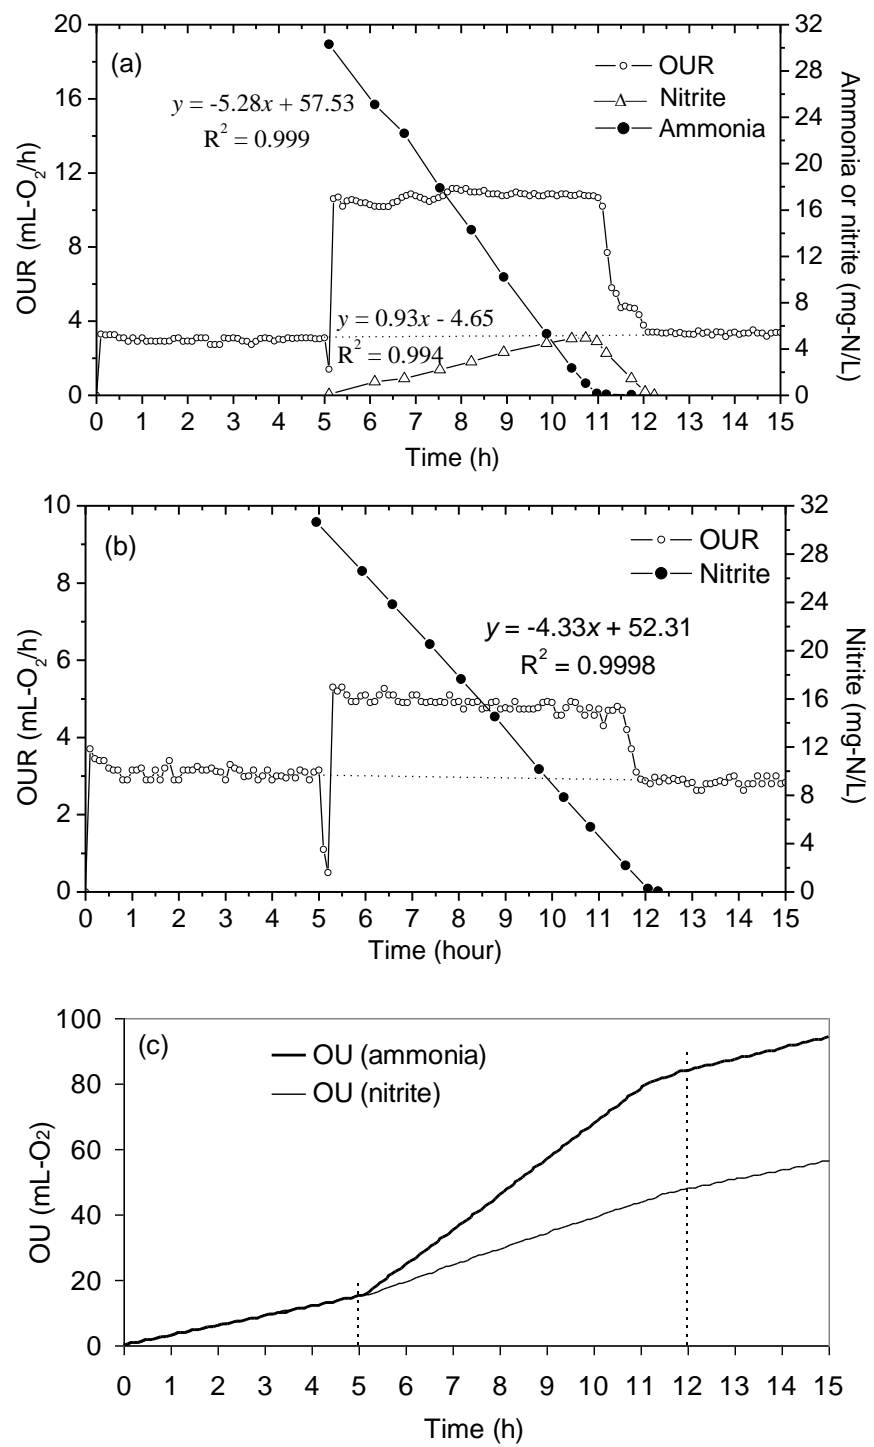 (a)
OUR
Nitrite
Ammonia
y = -5.28x + 57.53
R² = 0.999
y = 0.93x - 4.65
R² = 0.994
20
16
12
8
4
0
OUR (mL-O₂/h)
32
28
24
20
16
12
8
4
0
Ammonia or nitrite (mg-N/L)
0 1 2 3 4 5 6 7 8 9 10 11 12 13 14 15
Time (h)
(b)
OUR
Nitrite
y = -4.33x + 52.31
R² = 0.9998
10
8
6
4
2
0
OUR (mL-O₂/h)
32
28
24
20
16
12
8
4
0
Nitrite (mg-N/L)
0 1 2 3 4 5 6 7 8 9 10 11 12 13 14 15
Time (hour)
(c)
OU (ammonia)
OU (nitrite)
100
80
60
40
20
0
OU (mL-O₂)
0 1 2 3 4 5 6 7 8 9 10 11 12 13 14 15
Time (h)